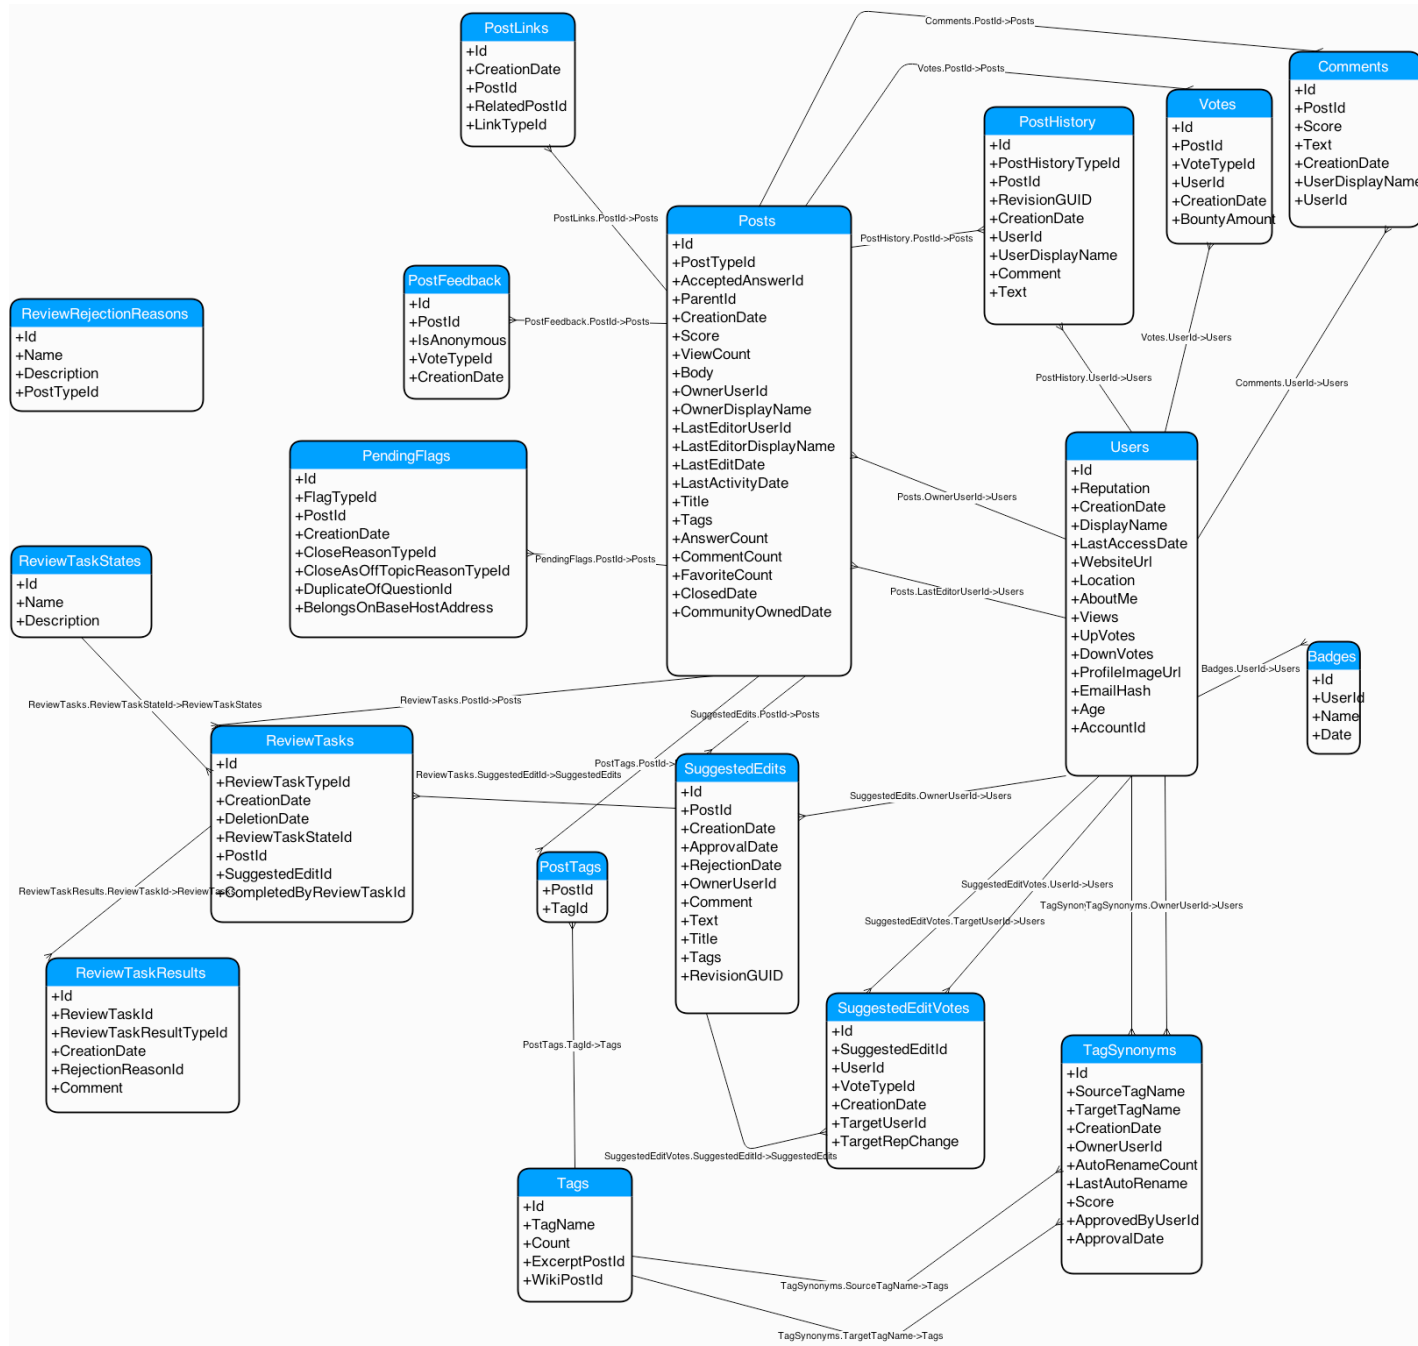 PostLinks
+Id
+CreationDate
+PostId
+RelatedPostId
+LinkTypeId
Comments.PostId->Posts
Votes.PostId->Posts
Comments
+Id
+PostId
+Score
+Text
+CreationDate
+UserDisplayName
+UserId
Votes
+Id
+PostId
+VoteTypeId
+UserId
+CreationDate
+BountyAmount
PostHistory
+Id
+PostHistoryTypeId
+PostId
+RevisionGUID
+CreationDate
+UserId
+UserDisplayName
+Comment
+Text
PostLinks.PostId->Posts
PostHistory.PostId->Posts
Posts
+Id
+PostTypeId
+AcceptedAnswerId
+ParentId
+CreationDate
+Score
+ViewCount
+Body
+OwnerUserId
+OwnerDisplayName
+LastEditorUserId
+LastEditorDisplayName
+LastEditDate
+LastActivityDate
+Title
+Tags
+AnswerCount
+CommentCount
+FavoriteCount
+ClosedDate
+CommunityOwnedDate
PostFeedback
+Id
+PostId
+IsAnonymous
+VoteTypeId
+CreationDate
PostFeedback.PostId->Posts
ReviewRejectionReasons
+Id
+Name
+Description
+PostTypeId
Votes.UserId->Users
PostHistory.UserId->Users
Comments.UserId->Users
PendingFlags
+Id
+FlagTypeId
+PostId
+CreationDate
+CloseReasonTypeId
+CloseAsOffTopicReasonTypeId
+DuplicateOfQuestionId
+BelongsOnBaseHostAddress
PendingFlags.PostId->Posts
Users
+Id
+Reputation
+CreationDate
+DisplayName
+LastAccessDate
+WebsiteUrl
+Location
+AboutMe
+Views
+UpVotes
+DownVotes
+ProfileImageUrl
+EmailHash
+Age
+AccountId
Posts.OwnerUserId->Users
Posts.LastEditorUserId->Users
ReviewTaskStates
+Id
+Name
+Description
Badges.UserId->Users
Badges
+Id
+UserId
+Name
+Date
ReviewTasks.ReviewTaskStateId->ReviewTaskStates
ReviewTasks.PostId->Posts
SuggestedEdits.PostId->Posts
ReviewTasks
+Id
+ReviewTaskTypeId
+CreationDate
+DeletionDate
+ReviewTaskStateId
+PostId
+SuggestedEditId
+CompletedByReviewTaskId
PostTags.PostId->
ReviewTasks.SuggestedEditId->SuggestedEdits
SuggestedEdits
+Id
+PostId
+CreationDate
+ApprovalDate
+RejectionDate
+OwnerUserId
+Comment
+Text
+Title
+Tags
+RevisionGUID
SuggestedEdits.OwnerUserId->Users
PostTags
+PostId
+TagId
ReviewTaskResults.ReviewTaskId->ReviewTasks
SuggestedEditVotes.UserId->Users
SuggestedEditVotes.TargetUserId->Users
TagSynon
TagSynonyms.OwnerUserId->Users
ReviewTaskResults
+Id
+ReviewTaskId
+ReviewTaskResultTypeId
+CreationDate
+RejectionReasonId
+Comment
SuggestedEditVotes
+Id
+SuggestedEditId
+UserId
+VoteTypeId
+CreationDate
+TargetUserId
+TargetRepChange
PostTags.TagId->Tags
TagSynonyms
+Id
+SourceTagName
+TargetTagName
+CreationDate
+OwnerUserId
+AutoRenameCount
+LastAutoRename
+Score
+ApprovedByUserId
+ApprovalDate
SuggestedEditVotes.SuggestedEditId->SuggestedEdits
Tags
+Id
+TagName
+Count
+ExcerptPostId
+WikiPostId
TagSynonyms.SourceTagName->Tags
TagSynonyms.TargetTagName->Tags